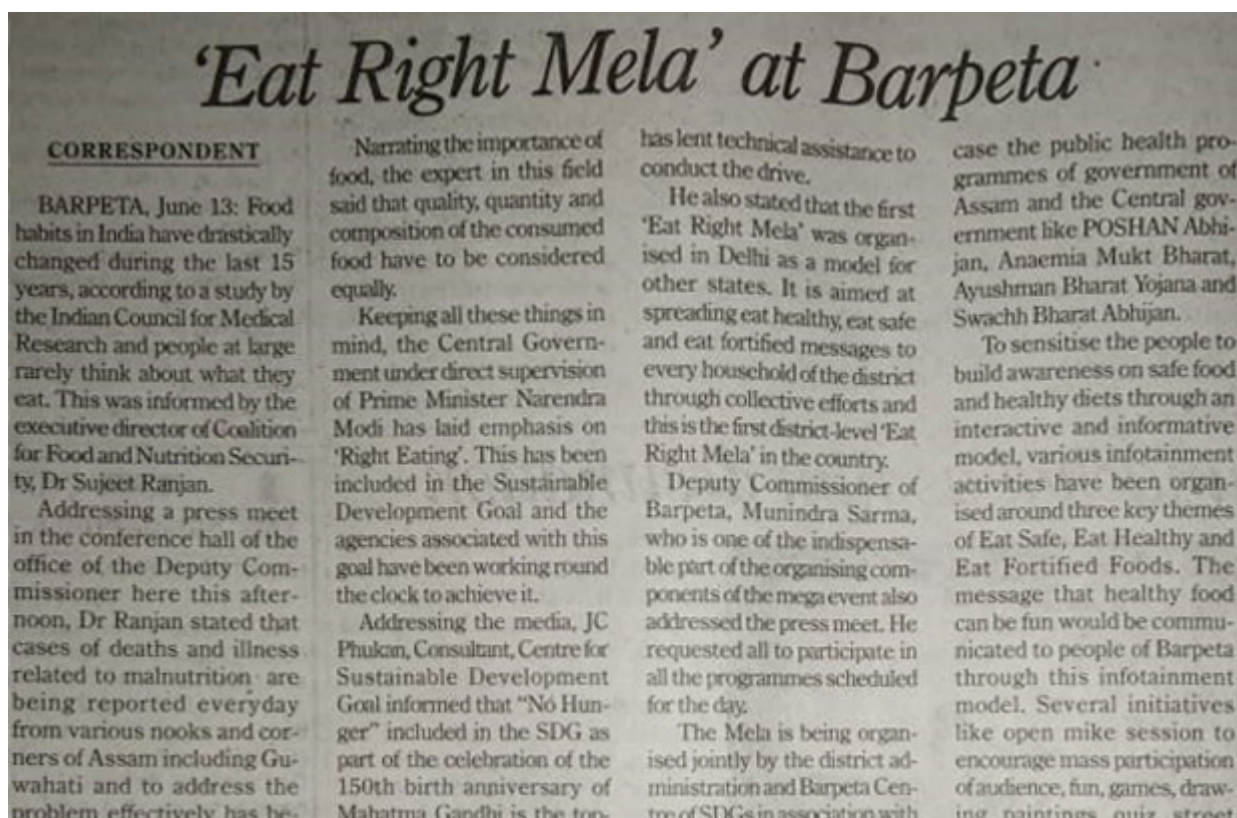 ‘Eat Right Mela’ at Barpeta
CORRESPONDENT
BARPETA, June 13: Food
habits in India have drastically
changed during the last 15
years, according to a study by
the Indian Council for Medical
Research and people at large
rarely think about what they
eat. This was informed by the
executive director of Coalition
for Food and Nutrition Securi-
ty, Dr Sujeet Ranjan.
Addressing a press meet
in the conference hall of the
office of the Deputy Com-
missioner here this after-
noon, Dr Ranjan stated that
cases of deaths and illness
related to malnutrition are
being reported everyday
from various nooks and cor-
ners of Assam including Gu-
wahati and to address the
problem effectively has be-
Narrating the importance of
food, the expert in this field
said that quality, quantity and
composition of the consumed
food have to be considered
equally.
Keeping all these things in
mind, the Central Govern-
ment under direct supervision
of Prime Minister Narendra
Modi has laid emphasis on
‘Right Eating’. This has been
included in the Sustainable
Development Goal and the
agencies associated with this
goal have been working round
the clock to achieve it.
Addressing the media, JC
Phukan, Consultant, Centre for
Sustainable Development
Goal informed that “No Hun-
ger” included in the SDG as
part of the celebration of the
150th birth anniversary of
Mahatma Gandhi is the top-
has lent technical assistance to
conduct the drive.
He also stated that the first
‘Eat Right Mela’ was organ-
ised in Delhi as a model for
other states. It is aimed at
spreading eat healthy, eat safe
and eat fortified messages to
every household of the district
through collective efforts and
this is the first district-level ‘Eat
Right Mela’ in the country.
Deputy Commissioner of
Barpeta, Munindra Sarma,
who is one of the indispensa-
ble part of the organising com-
ponents of the mega event also
addressed the press meet. He
requested all to participate in
all the programmes scheduled
for the day.
The Mela is being organ-
ised jointly by the district ad-
ministration and Barpeta Cen-
tre of SDGs in association with
case the public health pro-
grammes of government of
Assam and the Central gov-
ernment like POSHAN Abhi-
jan, Anaemia Mukt Bharat,
Ayushman Bharat Yojana and
Swachh Bharat Abhijan.
To sensitise the people to
build awareness on safe food
and healthy diets through an
interactive and informative
model, various infotainment
activities have been organ-
ised around three key themes
of Eat Safe, Eat Healthy and
Eat Fortified Foods. The
message that healthy food
can be fun would be commu-
nicated to people of Barpeta
through this infotainment
model. Several initiatives
like open mike session to
encourage mass participation
of audience, fun, games, draw-
ing, paintings, quiz, street